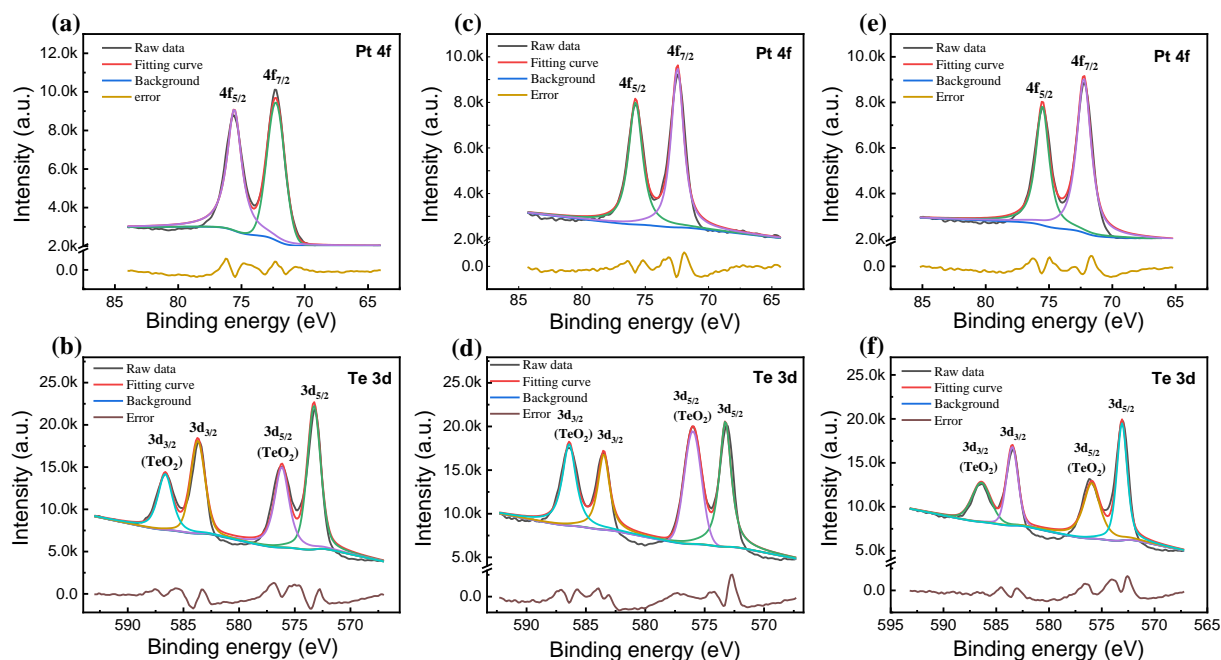 (a)
Pt 4f
Raw data
Fitting curve
Background
error
4f5/2
4f7/2
12.0k
10.0k
8.0k
6.0k
4.0k
2.0k
0.0
Intensity (a.u.)
85 80 75 70 65
Binding energy (eV)
(c)
Pt 4f
Raw data
Fitting curve
Background
Error
4f5/2
4f7/2
10.0k
8.0k
6.0k
4.0k
2.0k
0.0
Intensity (a.u.)
85 80 75 70 65
Binding energy (eV)
(e)
Pt 4f
Raw data
Fitting curve
Background
Error
4f5/2
4f7/2
10.0k
8.0k
6.0k
4.0k
2.0k
0.0
Intensity (a.u.)
85 80 75 70 65
Binding energy (eV)
(b)
Te 3d
Raw data
Fitting curve
Background
Error
3d3/2
(TeO2)
3d3/2
3d5/2
(TeO2)
3d5/2
25.0k
20.0k
15.0k
10.0k
5.0k
0.0
Intensity (a.u.)
590 585 580 575 570
Binding energy (eV)
(d)
Te 3d
Raw data
Fitting curve
Background
Error
3d3/2
(TeO2)
3d3/2
3d5/2
(TeO2)
3d5/2
25.0k
20.0k
15.0k
10.0k
5.0k
0.0
Intensity (a.u.)
590 585 580 575 570
Binding energy (eV)
(f)
Te 3d
Raw data
Fitting curve
Background
Error
3d3/2
(TeO2)
3d3/2
3d5/2
(TeO2)
3d5/2
25.0k
20.0k
15.0k
10.0k
5.0k
0.0
Intensity (a.u.)
595 590 585 580 575 570 565
Binding energy (eV)